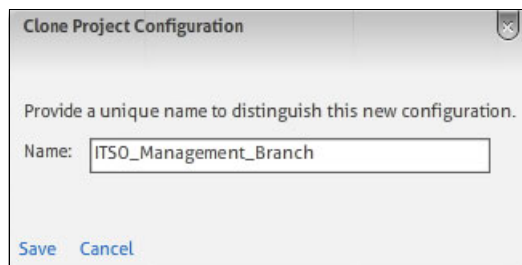 Clone Project Configuration
Provide a unique name to distinguish this new configuration.
Name: ITSO_Management_Branch
Save Cancel